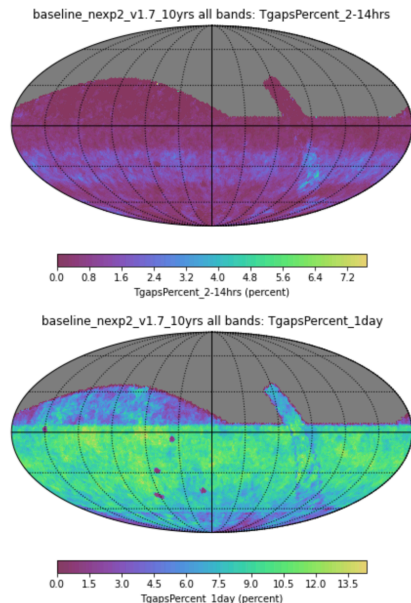 baseline_nexp2_v1.7_10yrs all bands: TgapsPercent_2-14hrs
0.0 0.8 1.6 2.4 3.2 4.0 4.8 5.6 6.4 7.2
TgapsPercent_2-14hrs (percent)
baseline_nexp2_v1.7_10yrs all bands: TgapsPercent_1day
0.0 1.5 3.0 4.5 6.0 7.5 9.0 10.5 12.0 13.5
TgapsPercent_1day (percent)